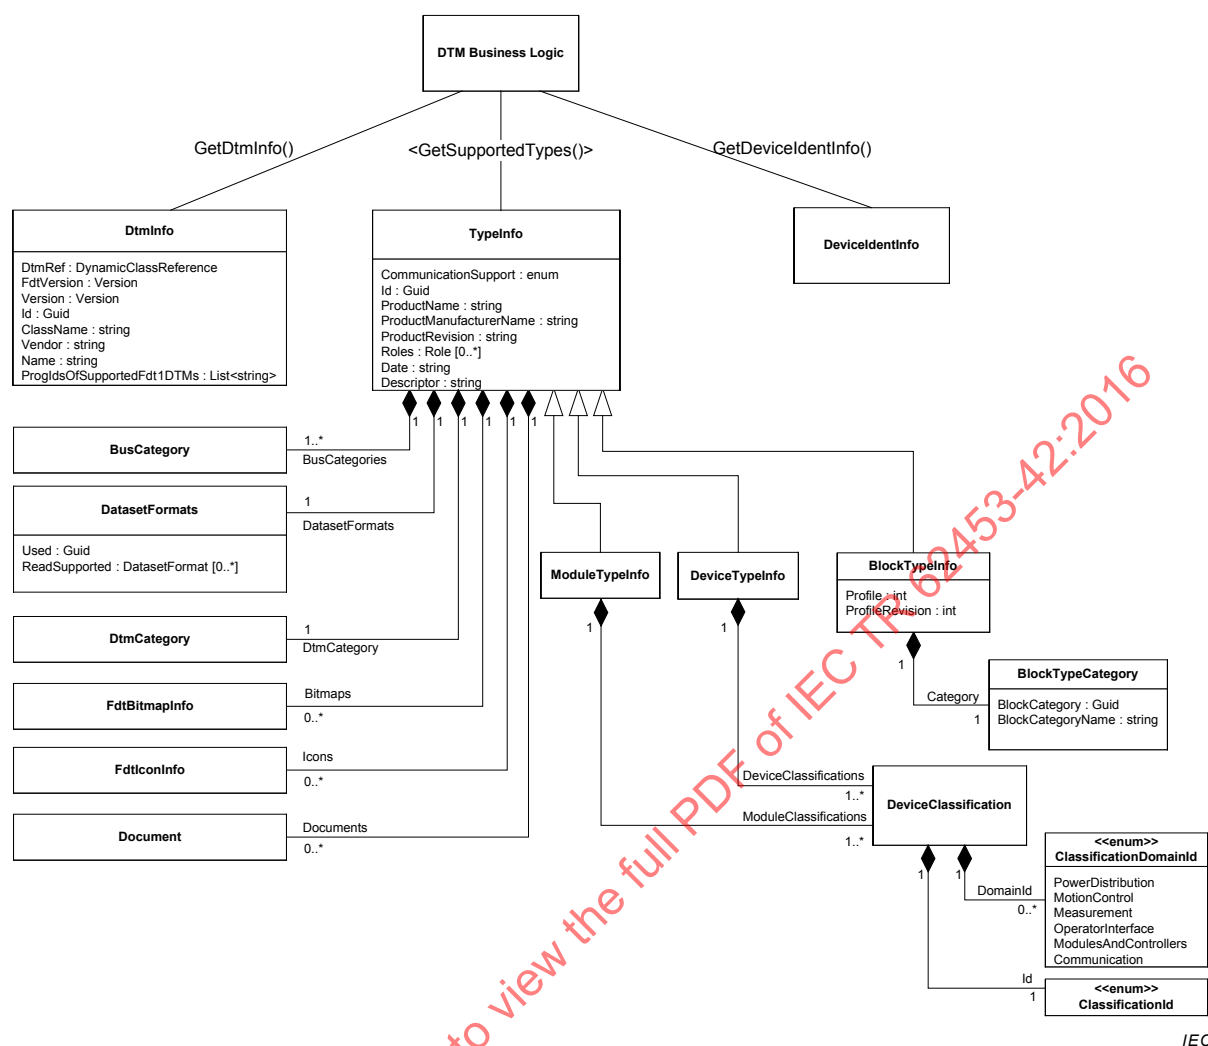 DTM Business Logic
GetDtmInfo()
<GetSupportedTypes()>
GetDeviceIdentInfo()
DtmInfo
DtmRef : DynamicClassReference
FdtVersion : Version
Version : Version
Id : Guid
ClassName : string
Vendor : string
Name : string
ProgIdsOfSupportedFdt1DTMs : List<string>
TypeInfo
CommunicationSupport : enum
Id : Guid
ProductName : string
ProductManufacturerName : string
ProductRevision : string
Roles : Role [0..*]
Date : string
Descriptor : string
DeviceIdentInfo
1 1 1 1 1 1
BusCategory
1..*
BusCategories
DatasetFormats
Used : Guid
ReadSupported : DatasetFormat [0..*]
1
DatasetFormats
DtmCategory
1
DtmCategory
FdtBitmapInfo
Bitmaps
0..*
FdtIconInfo
Icons
0..*
Document
Documents
0..*
ModuleTypeInfo
1
DeviceTypeInfo
1
BlockTypeInfo
Profile : int
ProfileRevision : int
1
Category
1
BlockTypeCategory
BlockCategory : Guid
BlockCategoryName : string
DeviceClassifications
1..*
ModuleClassifications
1..*
DeviceClassification
1 1
DomainId
0..*
<<enum>>
ClassificationDomainId
PowerDistribution
MotionControl
Measurement
OperatorInterface
ModulesAndControllers
Communication
Id
1
<<enum>>
ClassificationId
IEC
to view the full PDF of IEC TR 62453-42:2016